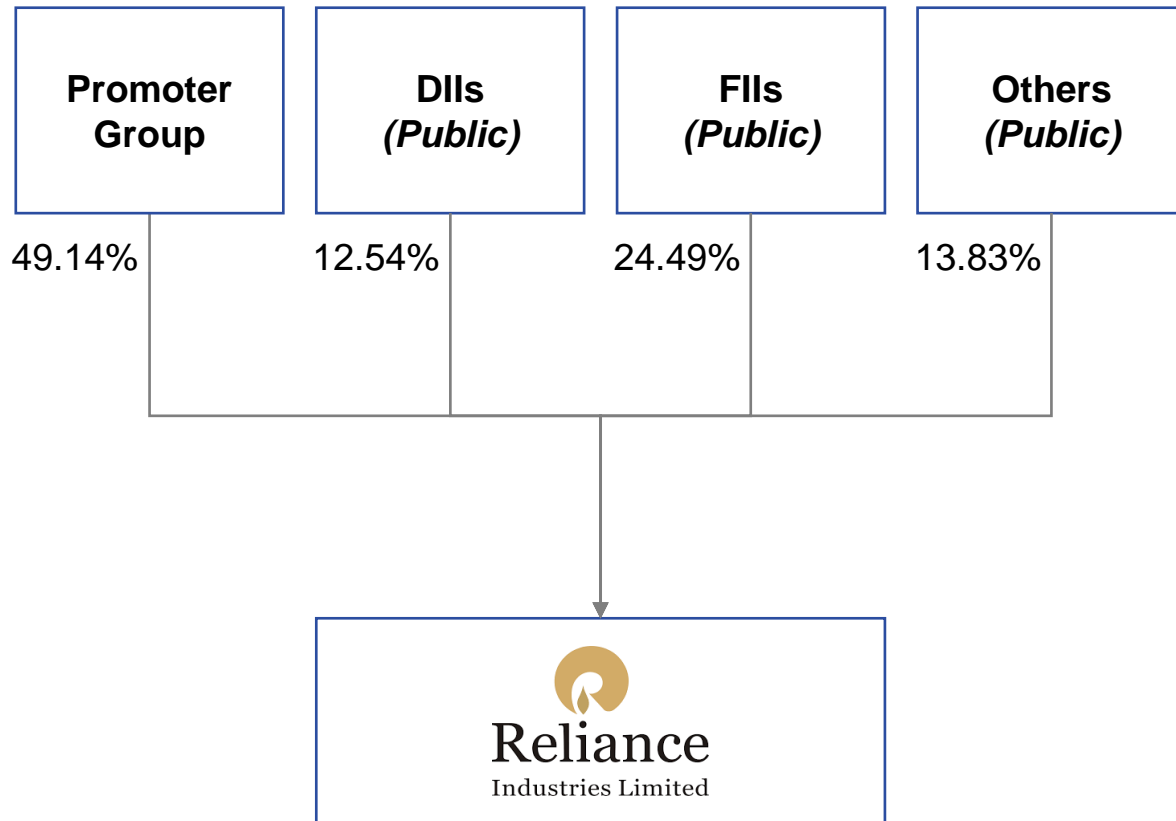 Promoter
Group
DIIs
(Public)
FIIs
(Public)
Others
(Public)
49.14%
12.54%
24.49%
13.83%
Reliance
Industries Limited